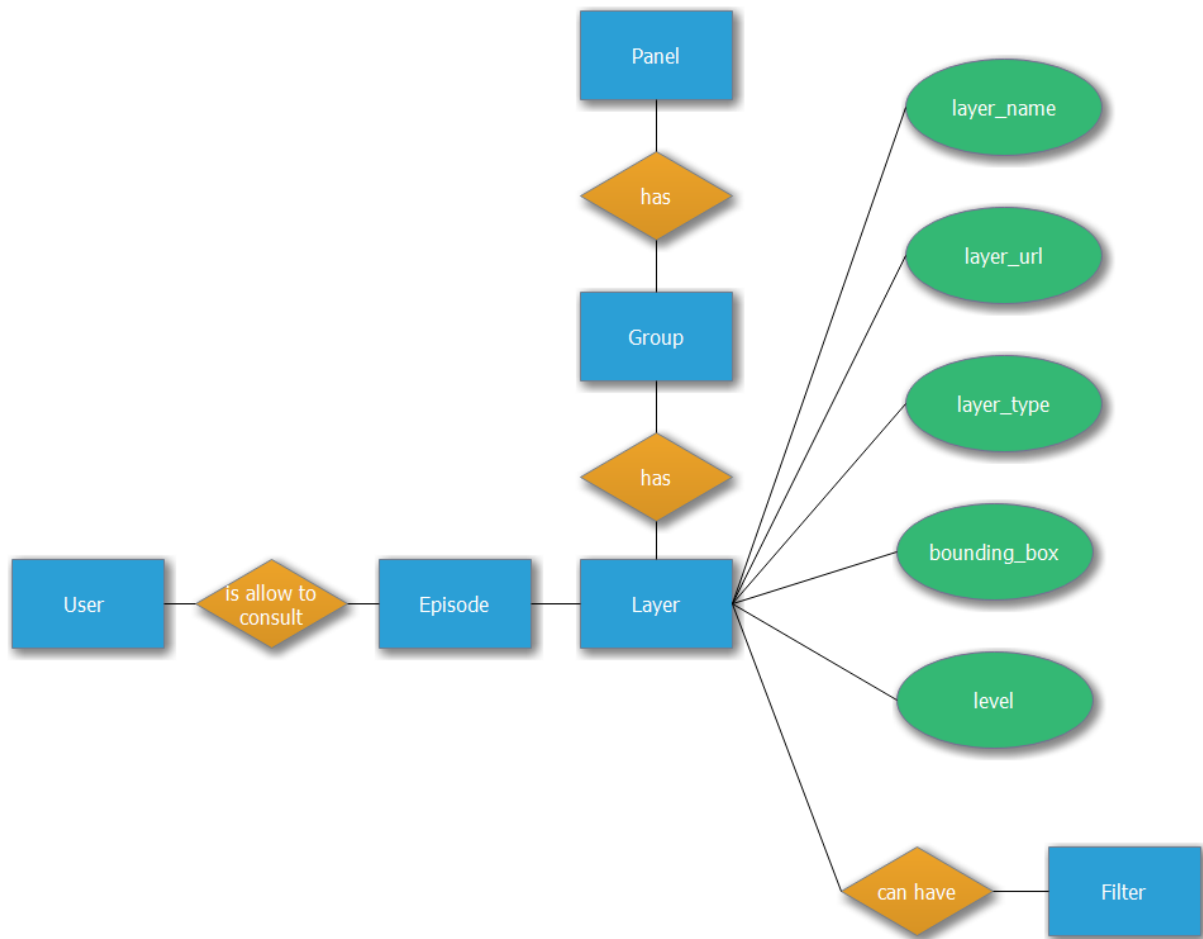 Panel
layer_name
has
layer_url
Group
layer_type
has
bounding_box
User
is allow to
consult
Episode
Layer
level
can have
Filter